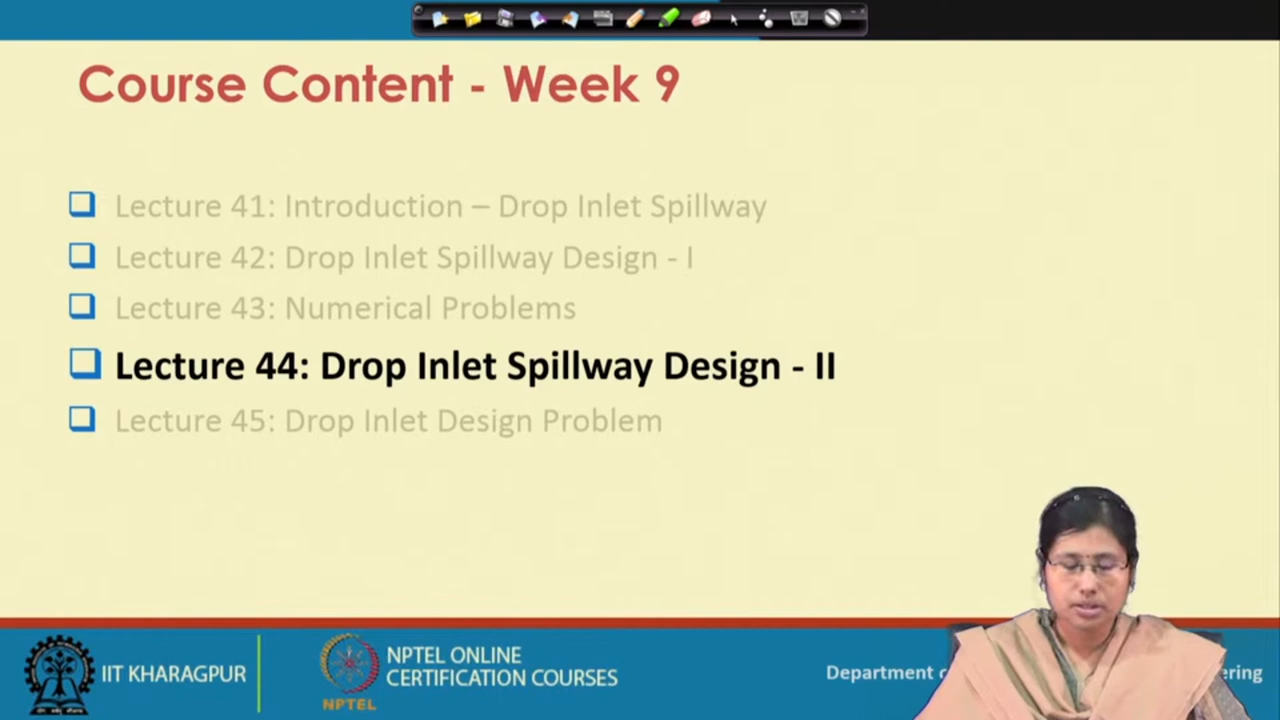 Course Content - Week 9
Lecture 41: Introduction – Drop Inlet Spillway
Lecture 42: Drop Inlet Spillway Design - I
Lecture 43: Numerical Problems
Lecture 44: Drop Inlet Spillway Design - II
Lecture 45: Drop Inlet Design Problem
IIT KHARAGPUR
NPTEL
NPTEL ONLINE
CERTIFICATION COURSES
Department